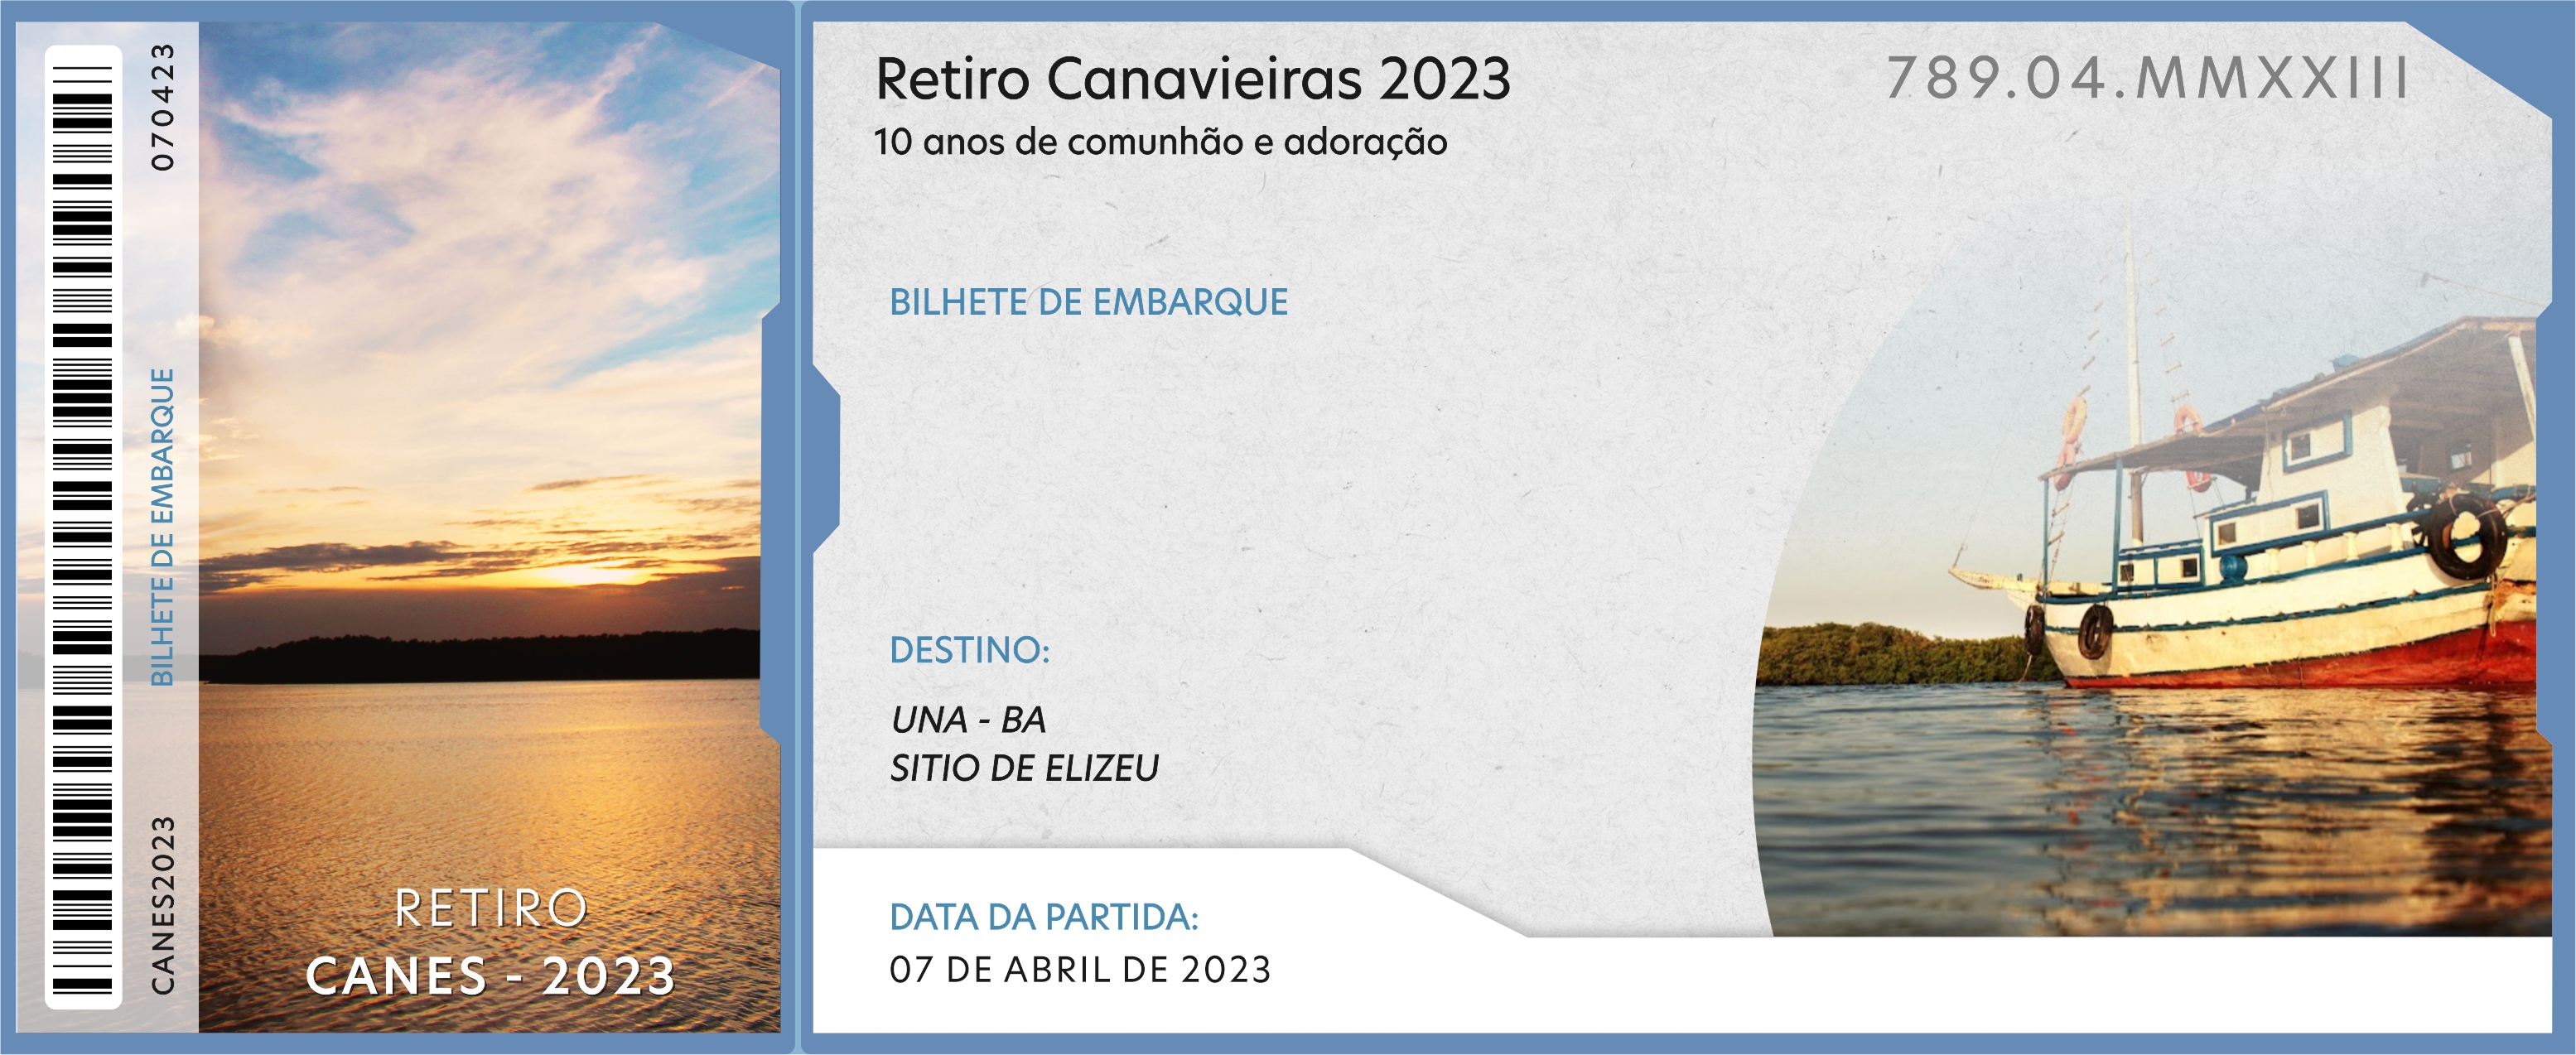 0704423
BILHETE DE EMBARQUE
CANES2023
RETIRO
CANES - 2023
Retiro Canavieiras 2023
10 anos de comunhão e adoração
789.04.MMXXIII
BILHETE DE EMBARQUE
DESTINO:
UNA - BA
SITIO DE ELIZEU
DATA DA PARTIDA:
07 DE ABRIL DE 2023